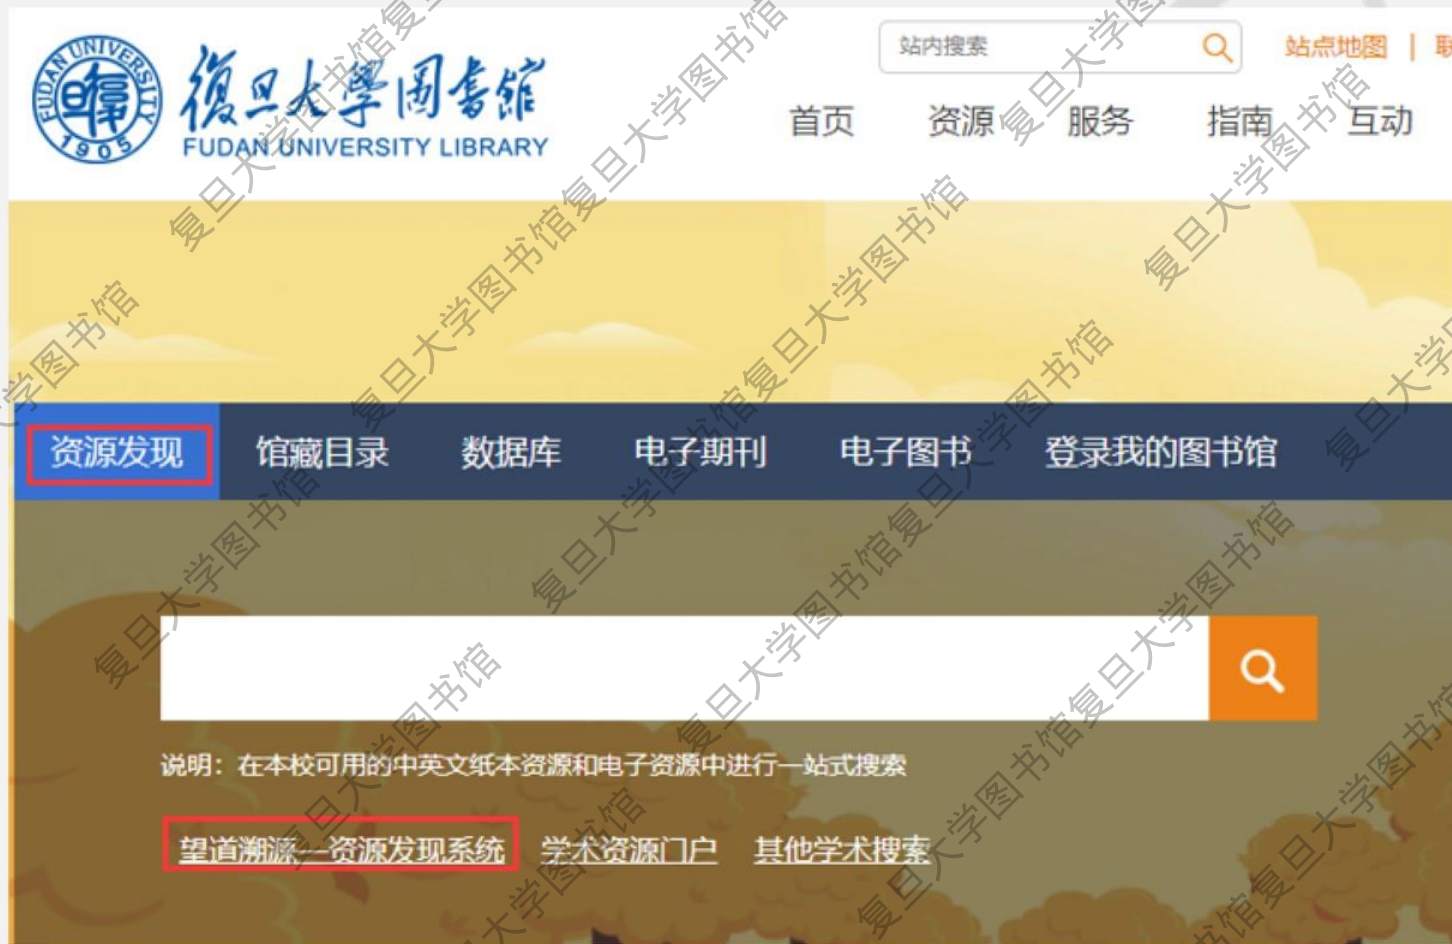 站内搜索
站点地图 |
復旦大學圖書館
FUDAN UNIVERSITY LIBRARY
FUDAN UNIVERSITY
1905
首页 资源 服务 指南 互动
资源发现 馆藏目录 数据库 电子期刊 电子图书 登录我的图书馆
说明：在本校可用的中英文纸本资源和电子资源中进行一站式搜索
望道溯源—资源发现系统 学术资源门户 其他学术搜索
复旦大学图书馆